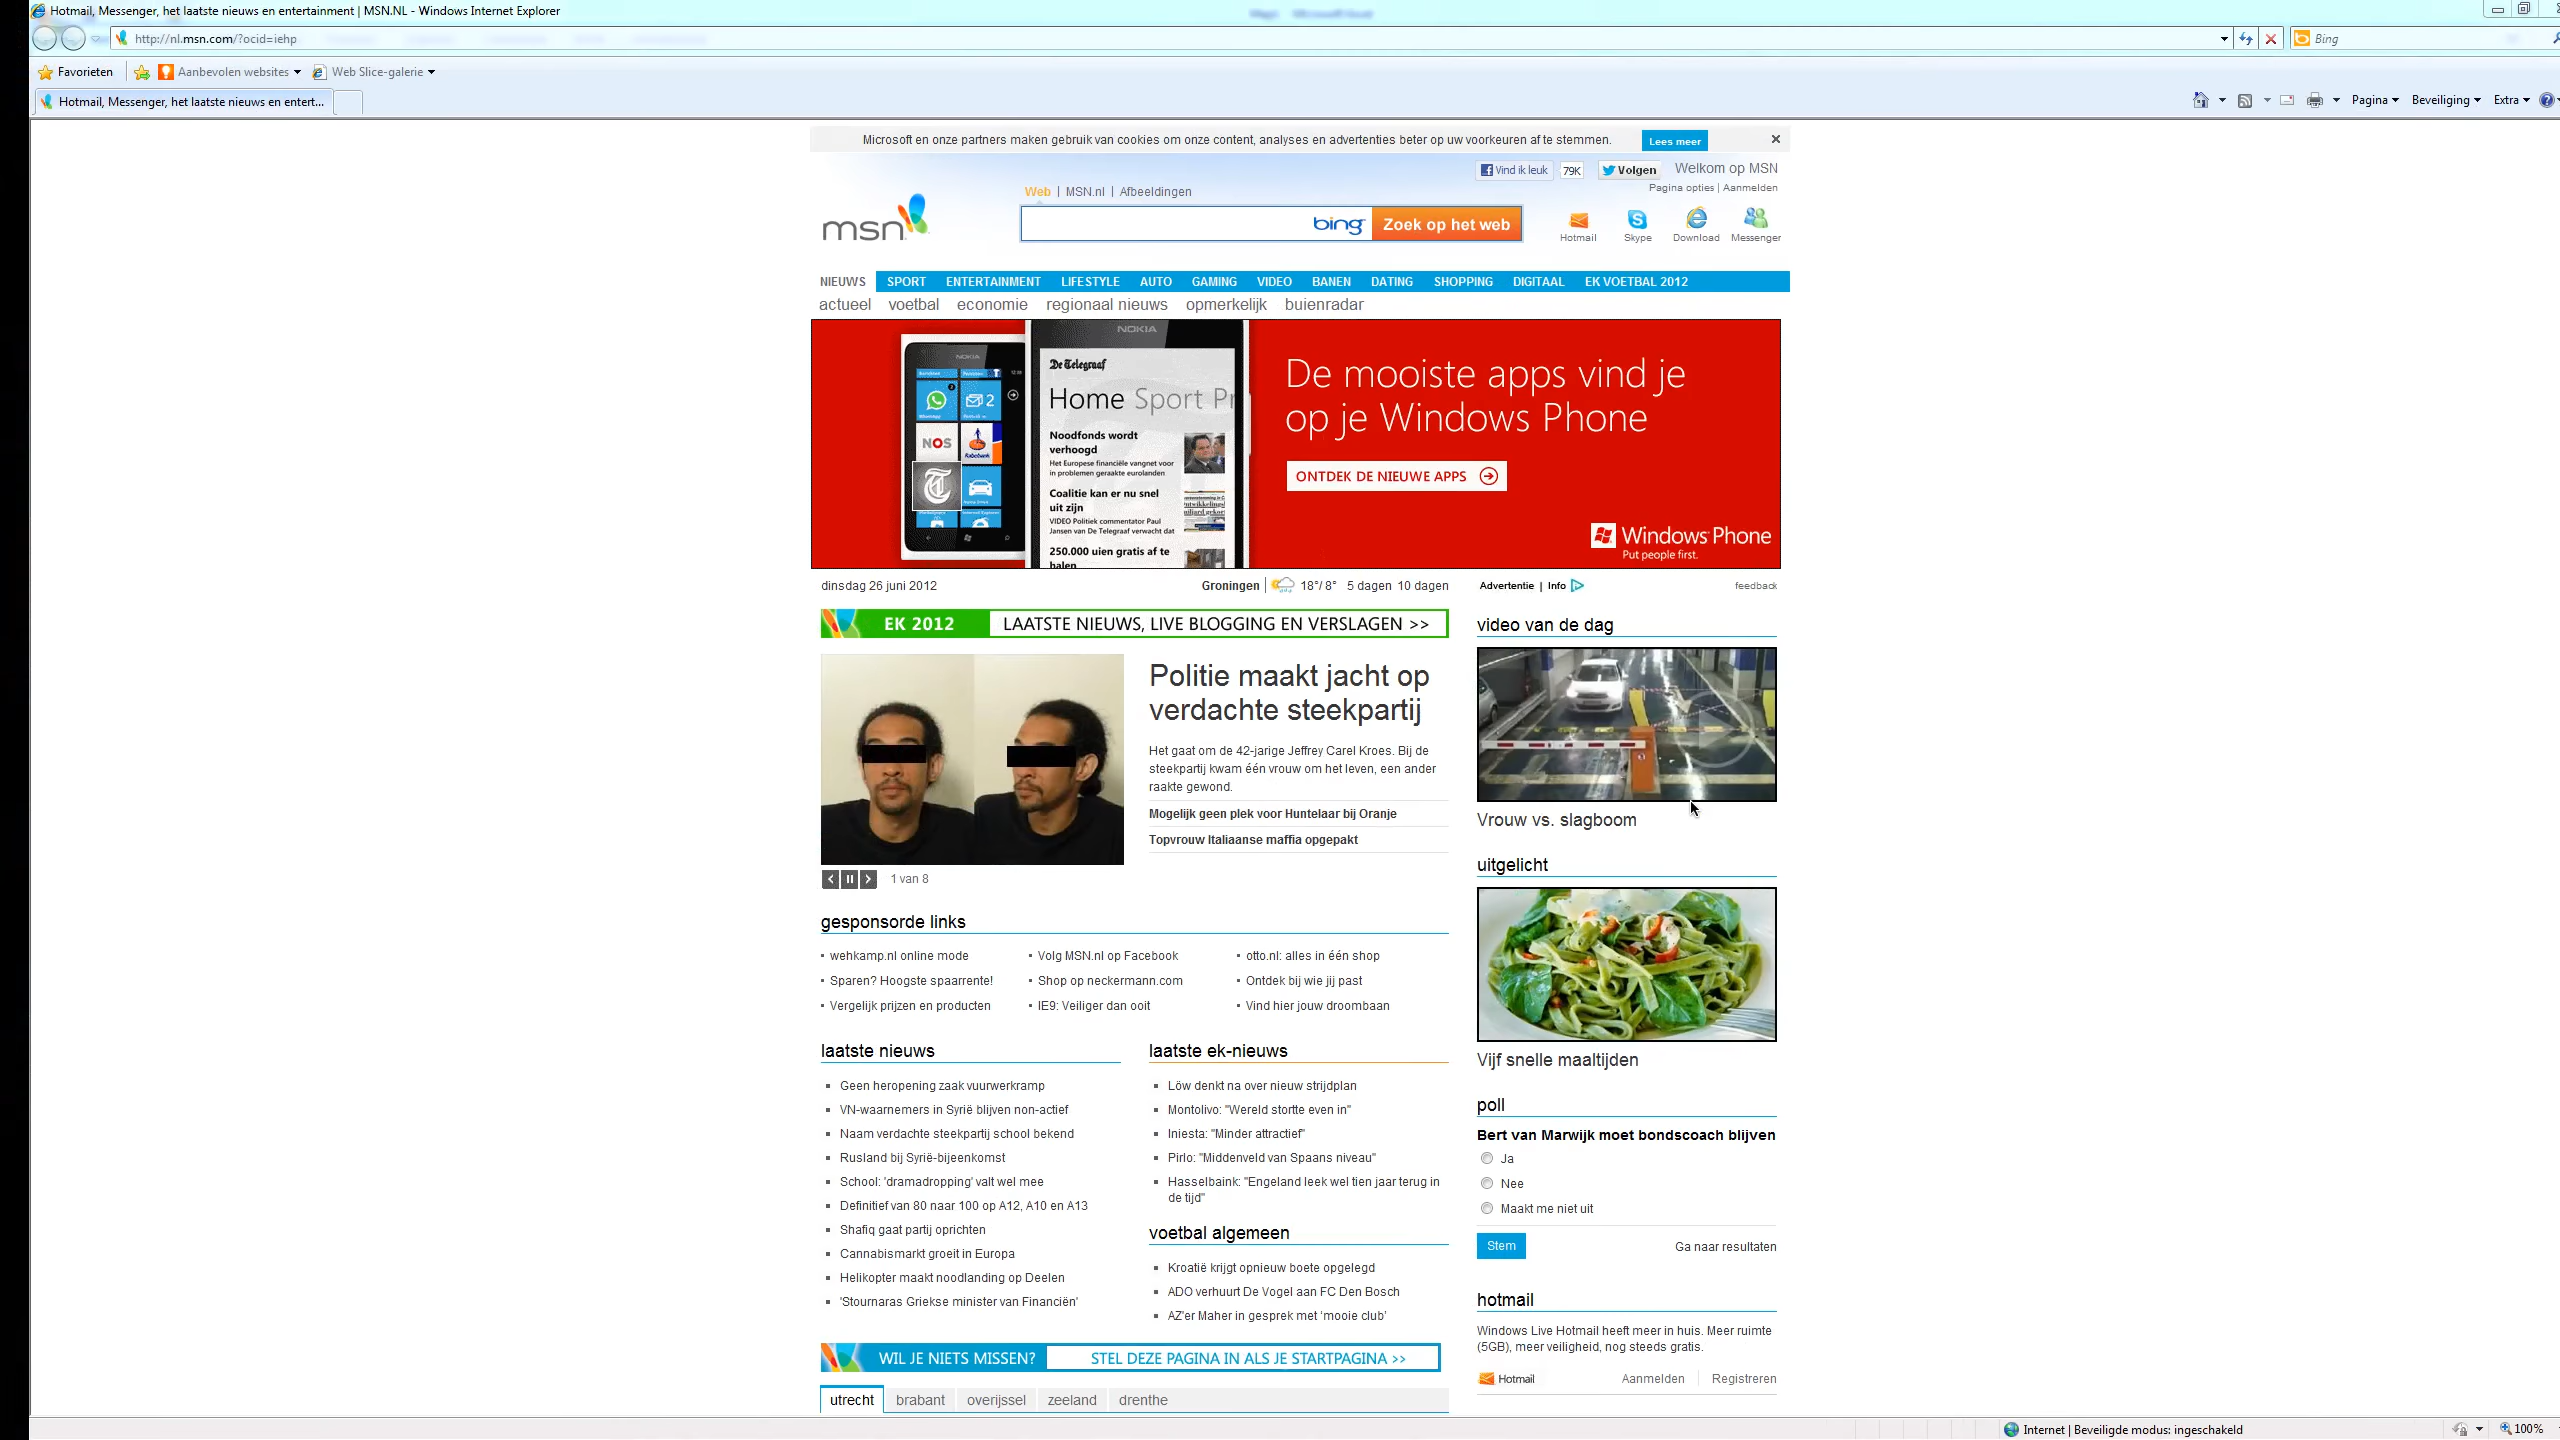 Hotmail, Messenger, het laatste nieuws en entertainment | MSN.NL - Windows Internet Explorer
http://nl.msn.com/?ocid=iehp
Bing
Favorieten
Aanbevolen websites
Web Slice-galerie
Hotmail, Messenger, het laatste nieuws en entert...
Pagina
Beveiliging
Extra
Microsoft en onze partners maken gebruik van cookies om onze content, analyses en advertenties beter op uw voorkeuren af te stemmen.
Lees meer
Vind ik leuk
79K
Volgen
Welkom op MSN
Pagina opties | Aanmelden
Web | MSN.nl | Afbeeldingen
msn
bing
Zoek op het web
Hotmail
Skype
Download
Messenger
NIEUWS SPORT ENTERTAINMENT LIFESTYLE AUTO GAMING VIDEO BANEN DATING SHOPPING DIGITAAL EK VOETBAL 2012
actueel voetbal economie regionaal nieuws opmerkelijk buienradar
NOKIA
NOKIA
De Telegraaf
Home Sport Pr
Noodfonds wordt
verhoogd
Het Europese financiële vangnet voor
in problemen geraakte eurolanden
Coalitie kan er nu snel
uit zijn
VIDEO Politiek commentator Paul
Jansen van De Telegraaf verwacht dat
250.000 uien gratis af te
halen
2
NOS
Rabobank
De mooiste apps vind je
op je Windows Phone
ONTDEK DE NIEUWE APPS
Windows Phone
Put people first.
dinsdag 26 juni 2012
Groningen | 18°/ 8° 5 dagen 10 dagen
Advertentie | Info
feedback
EK 2012
LAATSTE NIEUWS, LIVE BLOGGING EN VERSLAGEN >>
Politie maakt jacht op
verdachte steekpartij
Het gaat om de 42-jarige Jeffrey Carel Kroes. Bij de
steekpartij kwam één vrouw om het leven, een ander
raakte gewond.
Mogelijk geen plek voor Huntelaar bij Oranje
Topvrouw Italiaanse maffia opgepakt
1 van 8
video van de dag
Vrouw vs. slagboom
uitgelicht
Vijf snelle maaltijden
gesponsorde links
wehkamp.nl online mode
Volg MSN.nl op Facebook
otto.nl: alles in één shop
Sparen? Hoogste spaarrente!
Shop op neckermann.com
Ontdek bij wie jij past
Vergelijk prijzen en producten
IE9: Veiliger dan ooit
Vind hier jouw droombaan
laatste nieuws
Geen heropening zaak vuurwerkramp
VN-waarnemers in Syrië blijven non-actief
Naam verdachte steekpartij school bekend
Rusland bij Syrië-bijeenkomst
School: 'dramadropping' valt wel mee
Definitief van 80 naar 100 op A12, A10 en A13
Shafiq gaat partij oprichten
Cannabismarkt groeit in Europa
Helikopter maakt noodlanding op Deelen
'Stournaras Griekse minister van Financiën'
laatste ek-nieuws
Löw denkt na over nieuw strijdplan
Montolivo: "Wereld stortte even in"
Iniesta: "Minder attractief"
Pirlo: "Middenveld van Spaans niveau"
Hasselbaink: "Engeland leek wel tien jaar terug in
de tijd"
voetbal algemeen
Kroatië krijgt opnieuw boete opgelegd
ADO verhuurt De Vogel aan FC Den Bosch
AZ'er Maher in gesprek met ‘mooie club’
poll
Bert van Marwijk moet bondscoach blijven
Ja
Nee
Maakt me niet uit
Stem
Ga naar resultaten
hotmail
Windows Live Hotmail heeft meer in huis. Meer ruimte
(5GB), meer veiligheid, nog steeds gratis.
Hotmail
Aanmelden
Registreren
WIL JE NIETS MISSEN?
STEL DEZE PAGINA IN ALS JE STARTPAGINA >>
utrecht brabant overijssel zeeland drenthe
Internet | Beveiligde modus: ingeschakeld
100%